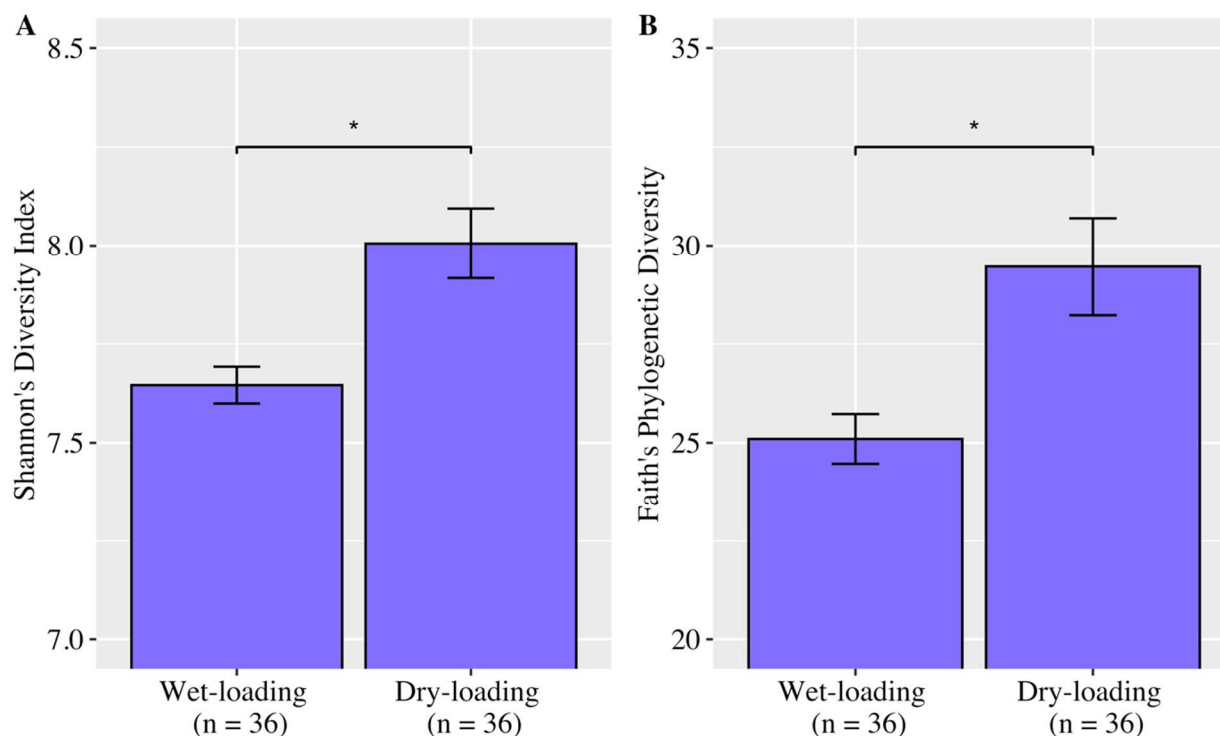 A
Shannon's Diversity Index
8.5
8.0
7.5
7.0
*
Wet-loading
(n = 36)
Dry-loading
(n = 36)
B
Faith's Phylogenetic Diversity
35
30
25
20
*
Wet-loading
(n = 36)
Dry-loading
(n = 36)